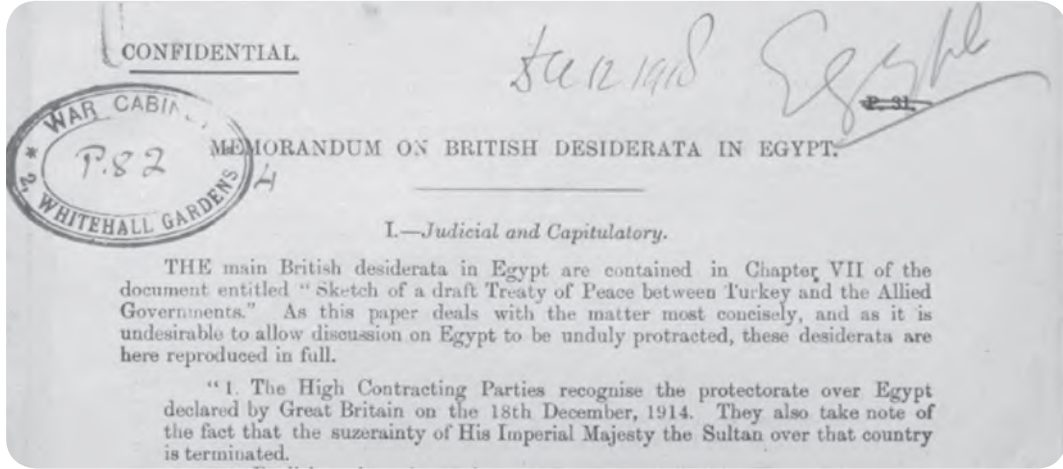 CONFIDENTIAL.
Dec 12 1918
Egypt
P. 31.
WAR CABIN
P.82
2, WHITEHALL GARDENS
4
MEMORANDUM ON BRITISH DESIDERATA IN EGYPT.
I.—Judicial and Capitulatory.
THE main British desiderata in Egypt are contained in Chapter VII of the
document entitled “ Sketch of a draft Treaty of Peace between Turkey and the Allied
Governments.” As this paper deals with the matter most concisely, and as it is
undesirable to allow discussion on Egypt to be unduly protracted, these desiderata are
here reproduced in full.
“ 1. The High Contracting Parties recognise the protectorate over Egypt
declared by Great Britain on the 18th December, 1914. They also take note of
the fact that the suzerainty of His Imperial Majesty the Sultan over that country
is terminated.